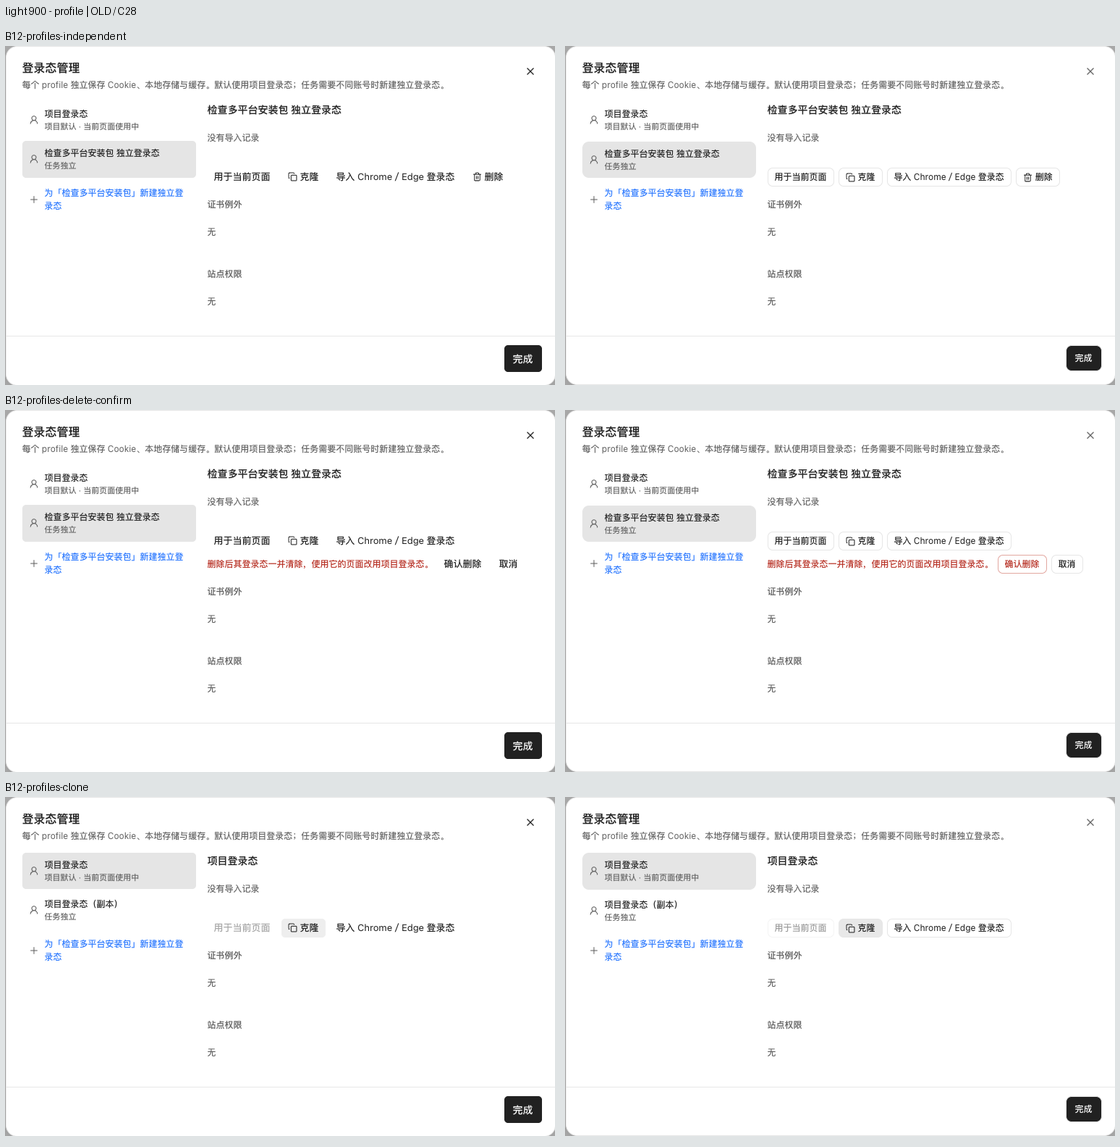 light 900 - profile | OLD / C28
B12-profiles-independent
登录态管理
每个 profile 独立保存 Cookie、本地存储与缓存。默认使用项目登录态；任务需要不同账号时新建独立登录态。
项目登录态
项目默认 · 当前页面使用中
检查多平台安装包 独立登录态
任务独立
为「检查多平台安装包」新建独立登
录态
检查多平台安装包 独立登录态
没有导入记录
用于当前页面 克隆 导入 Chrome / Edge 登录态 删除
证书例外
无
站点权限
无
完成
登录态管理
每个 profile 独立保存 Cookie、本地存储与缓存。默认使用项目登录态；任务需要不同账号时新建独立登录态。
项目登录态
项目默认 · 当前页面使用中
检查多平台安装包 独立登录态
任务独立
为「检查多平台安装包」新建独立登
录态
检查多平台安装包 独立登录态
没有导入记录
用于当前页面 克隆 导入 Chrome / Edge 登录态 删除
证书例外
无
站点权限
无
完成
B12-profiles-delete-confirm
登录态管理
每个 profile 独立保存 Cookie、本地存储与缓存。默认使用项目登录态；任务需要不同账号时新建独立登录态。
项目登录态
项目默认 · 当前页面使用中
检查多平台安装包 独立登录态
任务独立
为「检查多平台安装包」新建独立登
录态
检查多平台安装包 独立登录态
没有导入记录
用于当前页面 克隆 导入 Chrome / Edge 登录态
删除后其登录态一并清除，使用它的页面改用项目登录态。 确认删除 取消
证书例外
无
站点权限
无
完成
登录态管理
每个 profile 独立保存 Cookie、本地存储与缓存。默认使用项目登录态；任务需要不同账号时新建独立登录态。
项目登录态
项目默认 · 当前页面使用中
检查多平台安装包 独立登录态
任务独立
为「检查多平台安装包」新建独立登
录态
检查多平台安装包 独立登录态
没有导入记录
用于当前页面 克隆 导入 Chrome / Edge 登录态
删除后其登录态一并清除，使用它的页面改用项目登录态。 确认删除 取消
证书例外
无
站点权限
无
完成
B12-profiles-clone
登录态管理
每个 profile 独立保存 Cookie、本地存储与缓存。默认使用项目登录态；任务需要不同账号时新建独立登录态。
项目登录态
项目默认 · 当前页面使用中
项目登录态（副本）
任务独立
为「检查多平台安装包」新建独立登
录态
项目登录态
没有导入记录
用于当前页面 克隆 导入 Chrome / Edge 登录态
证书例外
无
站点权限
无
完成
登录态管理
每个 profile 独立保存 Cookie、本地存储与缓存。默认使用项目登录态；任务需要不同账号时新建独立登录态。
项目登录态
项目默认 · 当前页面使用中
项目登录态（副本）
任务独立
为「检查多平台安装包」新建独立登
录态
项目登录态
没有导入记录
用于当前页面 克隆 导入 Chrome / Edge 登录态
证书例外
无
站点权限
无
完成